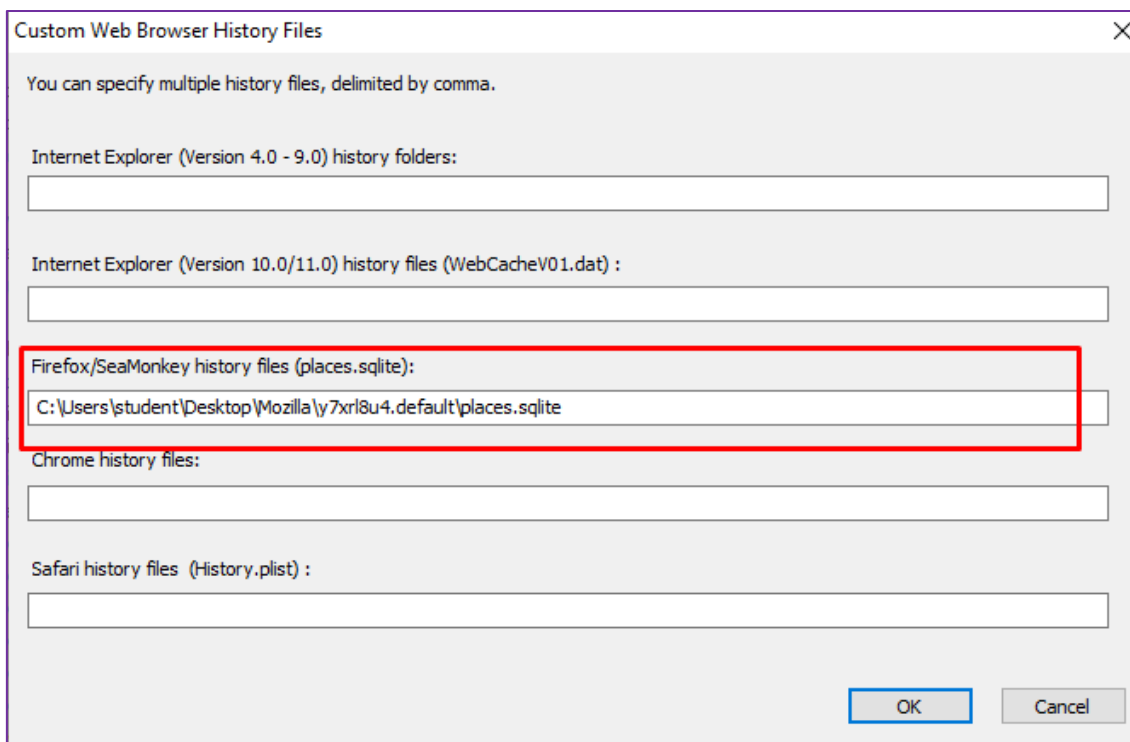 Custom Web Browser History Files
You can specify multiple history files, delimited by comma.
Internet Explorer (Version 4.0 - 9.0) history folders:
Internet Explorer (Version 10.0/11.0) history files (WebCacheV01.dat) :
Firefox/SeaMonkey history files (places.sqlite):
C:\Users\student\Desktop\Mozilla\y7xrl8u4.default\places.sqlite
Chrome history files:
Safari history files  (History.plist) :
OK
Cancel